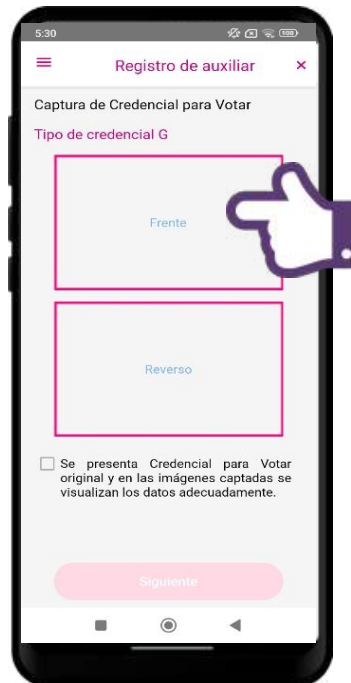 5:30
100
Registro de auxiliar
Captura de Credencial para Votar
Tipo de credencial G
Frente
Reverso
Se presenta Credencial para Votar
original y en las imágenes captadas se
visualizan los datos adecuadamente.
Siguiente